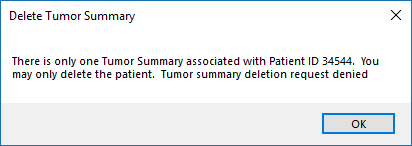 Delete Tumor Summary
There is only one Tumor Summary associated with Patient ID 34544.  You
may only delete the patient.  Tumor summary deletion request denied
OK